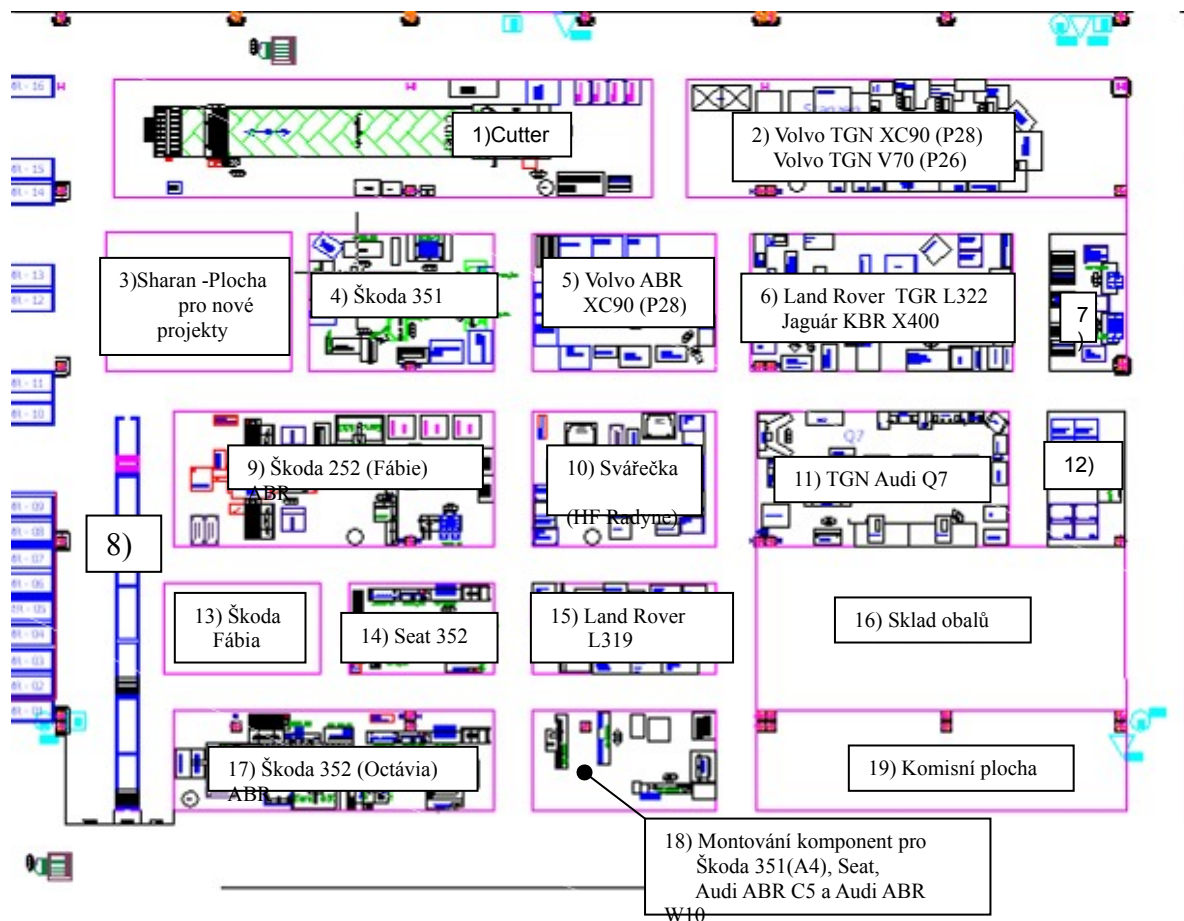 1)Cutter
2) Volvo TGN XC90 (P28)
Volvo TGN V70 (P26)
3)Sharan -Plocha
pro nové
projekty
4) Škoda 351
5) Volvo ABR
XC90 (P28)
6) Land Rover TGR L322
Jaguár KBR X400
7
)
8)
9) Škoda 252 (Fábie)
ABR
10) Svářečka
(HF Radyne)
Q7
11) TGN Audi Q7
12)
13) Škoda
Fábia
14) Seat 352
15) Land Rover
L319
16) Sklad obalů
17) Škoda 352 (Octávia)
ABR
18) Montování komponent pro
Škoda 351(A4), Seat,
Audi ABR C5 a Audi ABR
W10
19) Komisní plocha